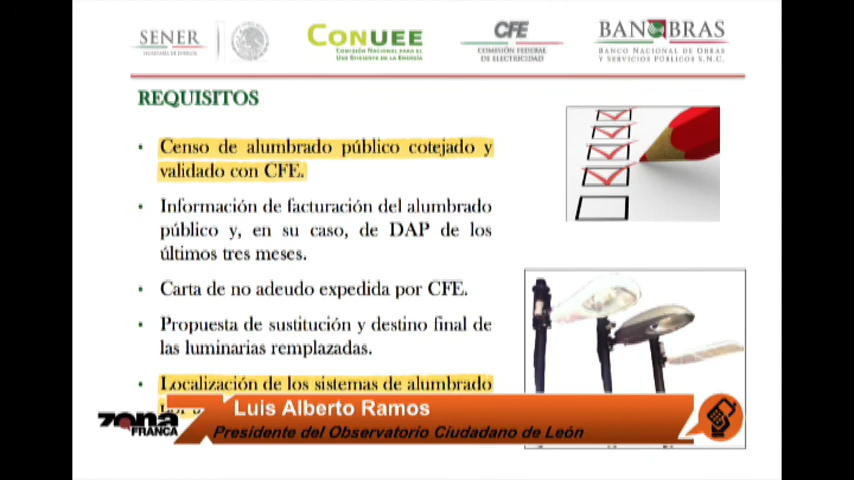 SENER
SECRETARÍA DE ENERGÍA
CONUEE
COMISIÓN NACIONAL PARA EL
USO EFICIENTE DE LA ENERGÍA
CFE
COMISIÓN FEDERAL
DE ELECTRICIDAD
BANOBRAS
BANCO NACIONAL DE OBRAS
Y SERVICIOS PÚBLICOS S.N.C.
REQUISITOS
• Censo de alumbrado público cotejado y
validado con CFE.
• Información de facturación del alumbrado
público y, en su caso, de DAP de los
últimos tres meses.
• Carta de no adeudo expedida por CFE.
• Propuesta de sustitución y destino final de
las luminarias remplazadas.
• Localización de los sistemas de alumbrado
Luis Alberto Ramos
Presidente del Observatorio Ciudadano de León
zona
FRANCA